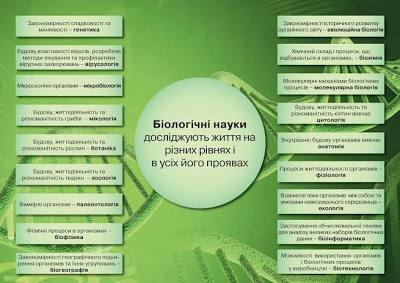 Закономірності спадковості та
мінливості – генетика
Будову, властивості вірусів, розробляє
методи лікування та профілактики
вірусних захворювань – вірусологія
Мікроскопічні організми – мікробіологія
Будову, життєдіяльність та
різноманітність грибів – мікологія
Будову, життєдіяльність та
різноманітність рослин – ботаніка
Будову, життєдіяльність та
різноманітність тварин – зоологія
Вимерлі організми – палеонтологія
Фізичні процеси в організмах –
біофізика
Закономірності географічного поши-
рення організмів та їхніх угруповань –
біогеографія
Біологічні науки
досліджують життя на
різних рівнях і
в усіх його проявах
Закономірності історичного розвитку
органічного світу – еволюційна біологія
Хімічний склад і процеси, що
відбуваються в організмах, – біохімія
Молекулярні механізми біологічних
процесів – молекулярна біологія
Будову, життєдіяльність та
різноманітність клітин вивчає
цитологія
Внутрішню будову організмів вивчає
анатомія
Процеси життєдіяльності організмів –
фізіологія
Взаємозв'язки організмів між собою та
умовами навколишнього середовища –
екологія
Застосування обчислювальної техніки
для аналізу великих наборів біологічних
даних – біоінформатика
Можливості використання організмів
і біологічних процесів
у виробництві – біотехнологія